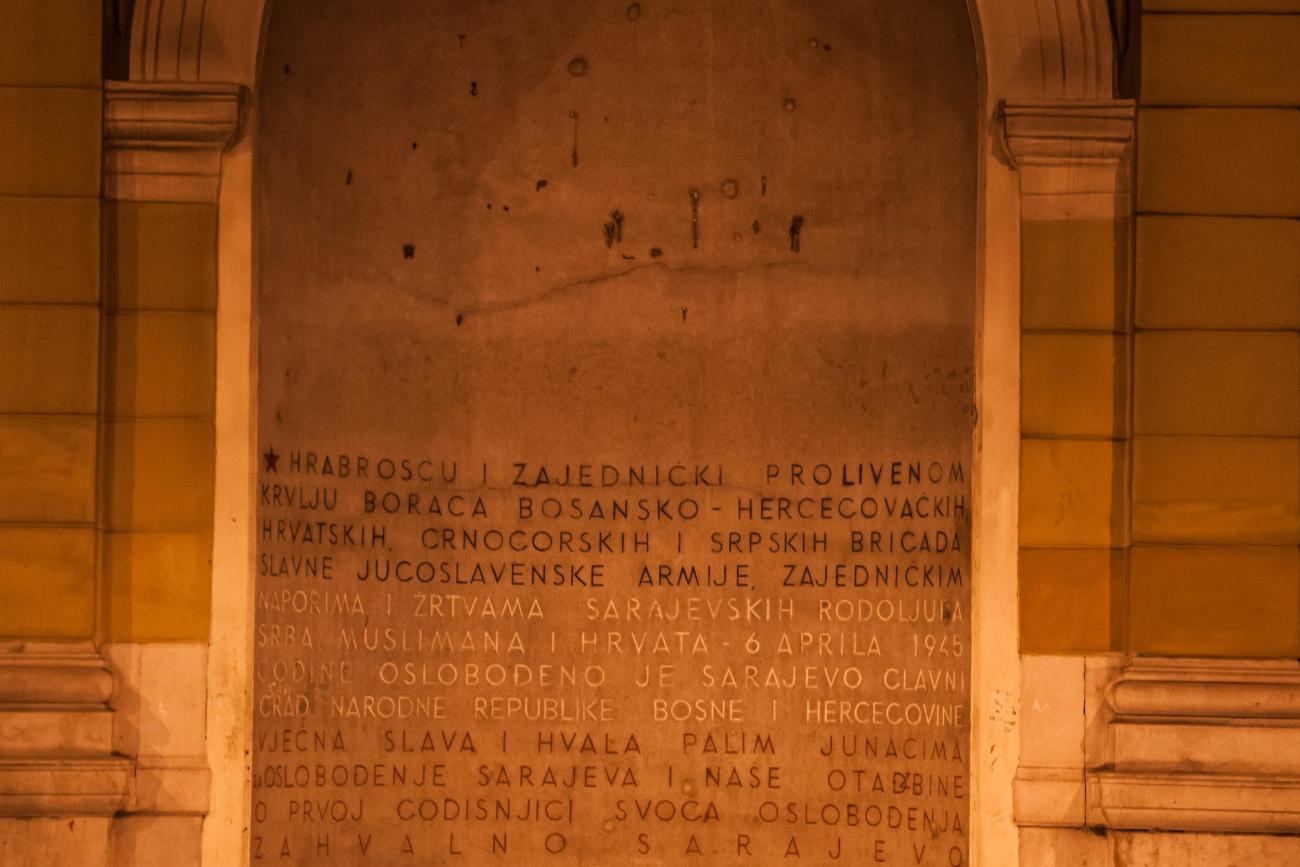 ★ HRABROŠĆU I ZAJEDNIČKI PROLIVENOM
KRVLJU BORACA BOSANSKO-HERCEGOVAČKIH
HRVATSKIH, CRNOGORSKIH I SRPSKIH BRIGADA
SLAVNE JUGOSLAVENSKE ARMIJE, ZAJEDNIČKIM
NAPORIMA I ŽRTVAMA SARAJEVSKIH RODOLJUBA
SRBA MUSLIMANA I HRVATA - 6 APRILA 1945
GODINE OSLOBOĐENO JE SARAJEVO GLAVNI
GRAD NARODNE REPUBLIKE BOSNE I HERCEGOVINE
VJEČNA SLAVA I HVALA PALIM JUNACIMA
ZA OSLOBOĐENJE SARAJEVA I NAŠE OTADŽBINE
O PRVOJ GODIŠNJICI SVOGA OSLOBOĐENJA
ZAHVALNO SARAJEVO